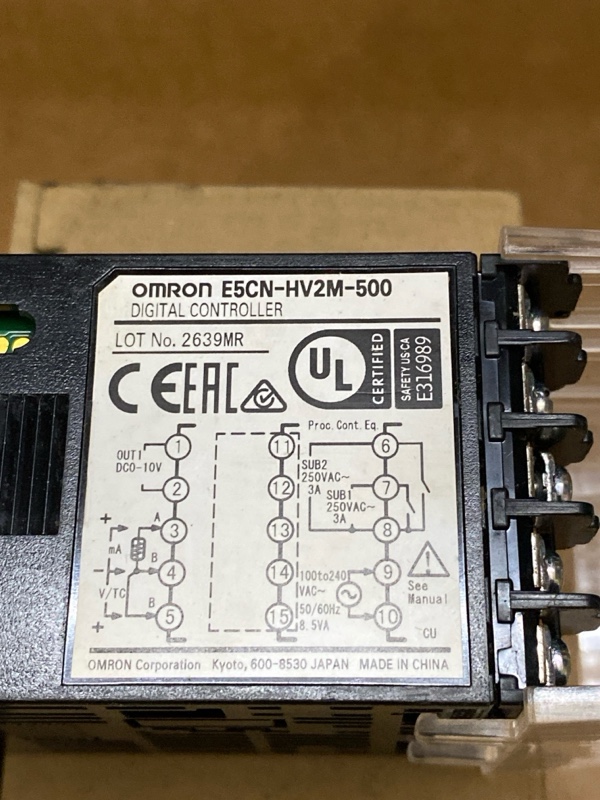 OMRON E5CN-HV2M-500
DIGITAL CONTROLLER
LOT No. 2639MR
CE EAC
UL CERTIFIED
SAFETY US CA
E316989
Proc. Cont. Eq.
OUT1
DC0-10V
1
2
3
4
5
+
mA
-
V/TC
+
A
B
B
11
12
13
14
15
SUB2
250VAC~
3A
SUB1
250VAC~
3A
6
7
8
9
10
100to240
VAC~
50/60Hz
8.5VA
See
Manual
CU
OMRON Corporation Kyoto, 600-8530 JAPAN MADE IN CHINA